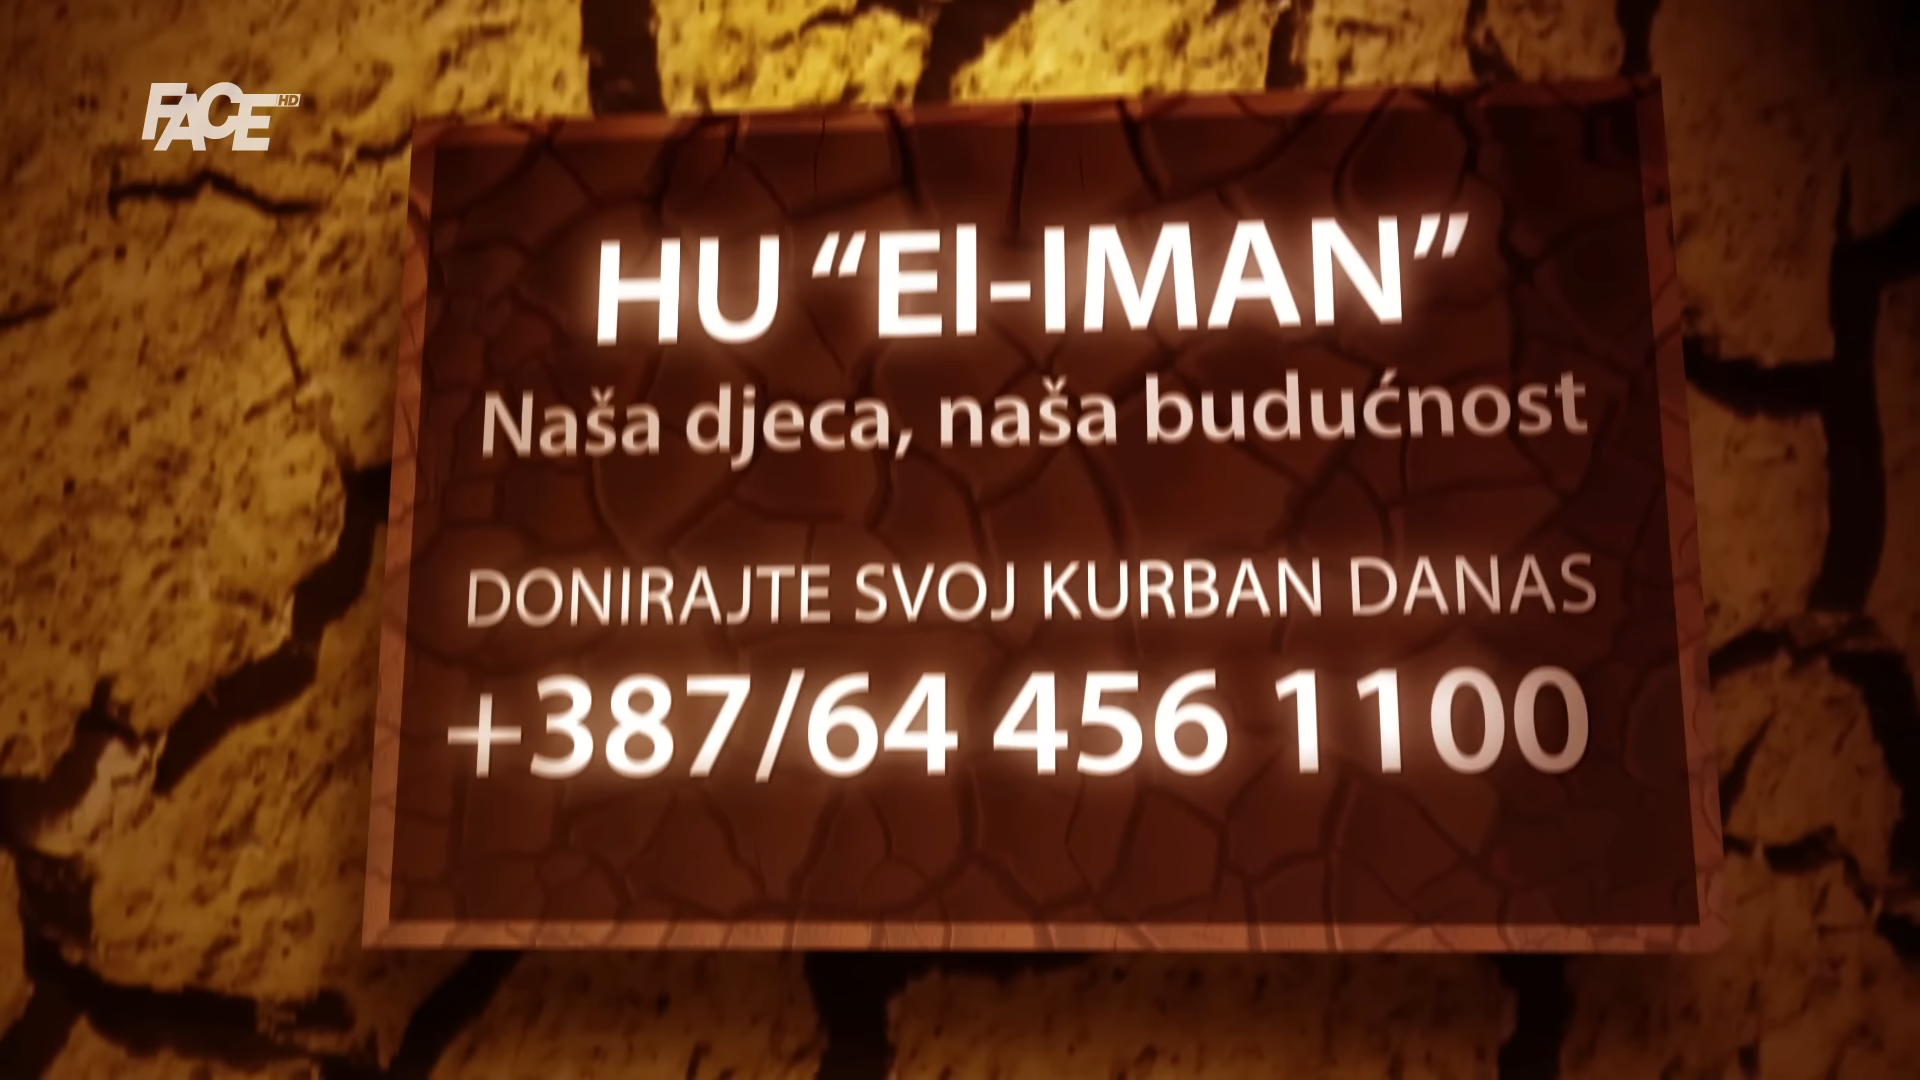 FACE HD
HU “El-IMAN”
Naša djeca, naša budućnost
DONIRAJTE SVOJ KURBAN DANAS
+387/64 456 1100